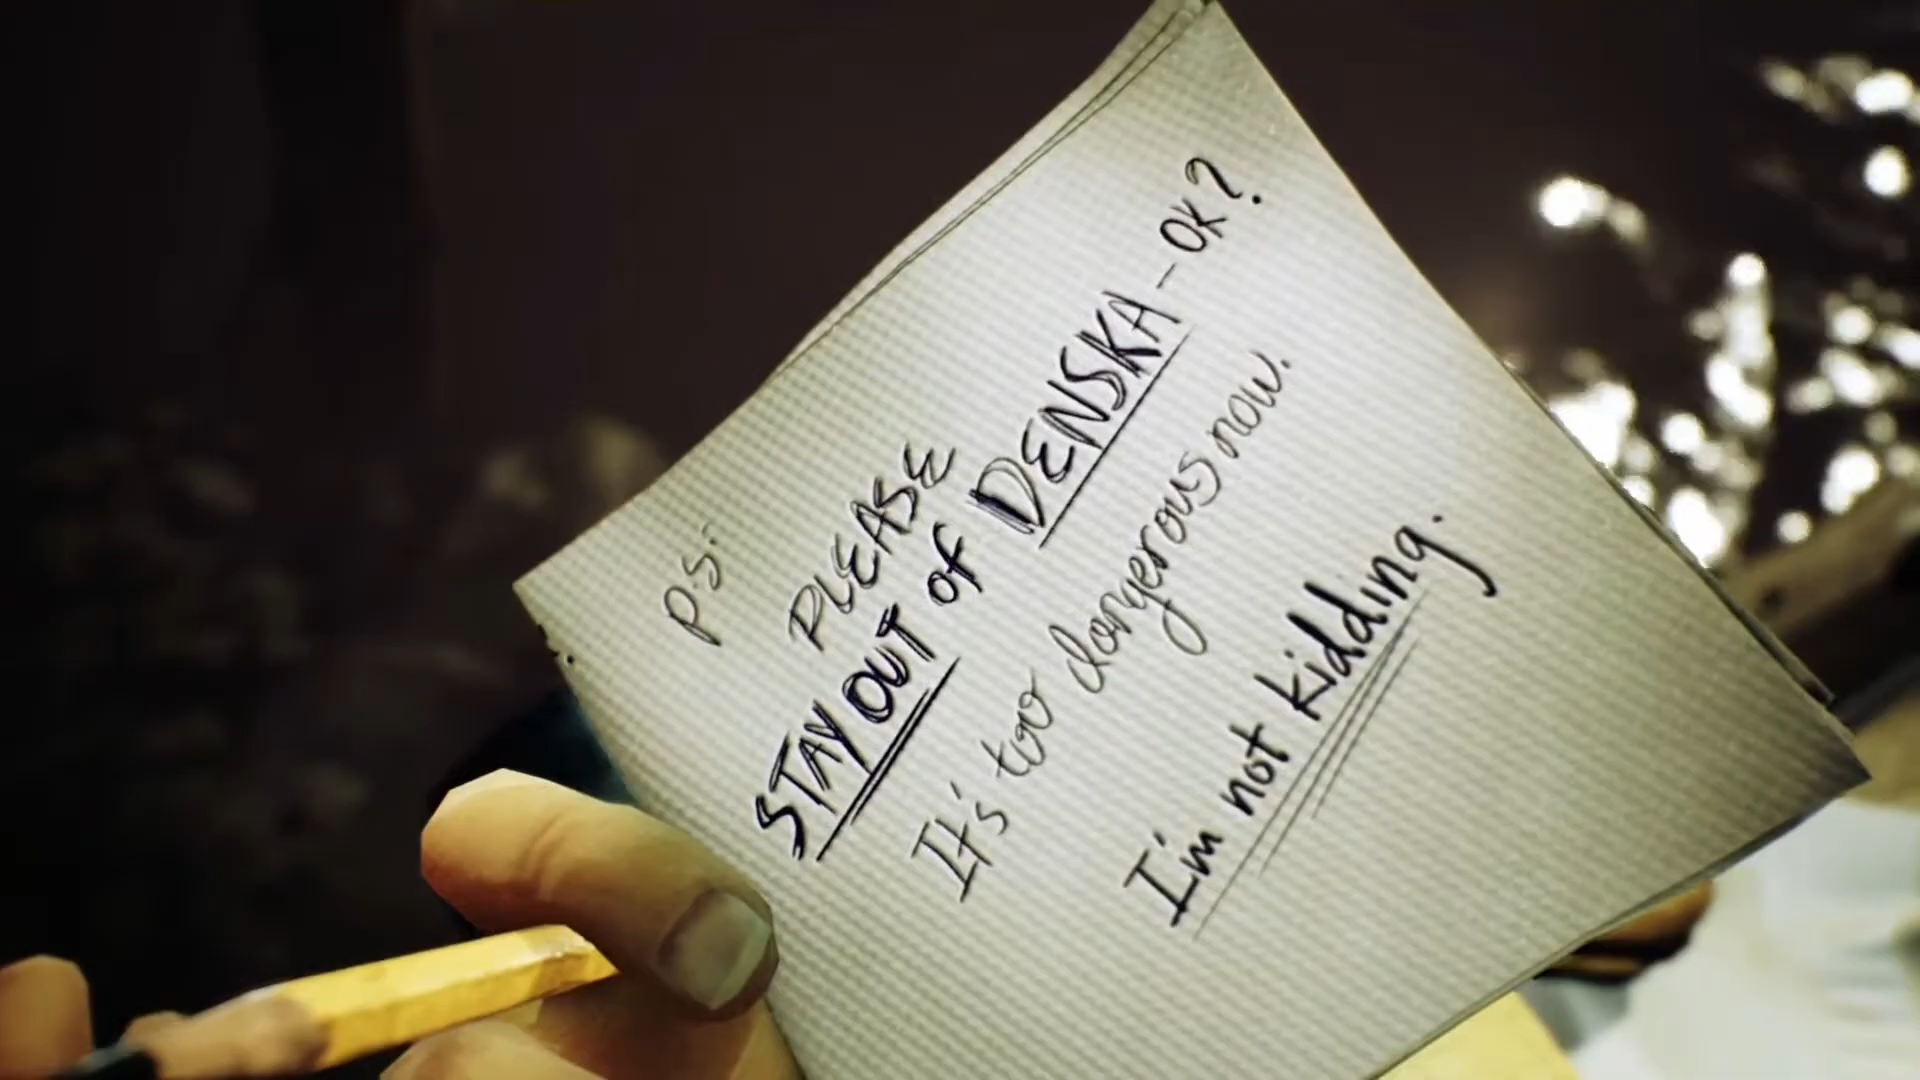 PS:
PLEASE
STAY OUT of DENSKA - OK?
It's too dangerous now.
I'm not kidding.